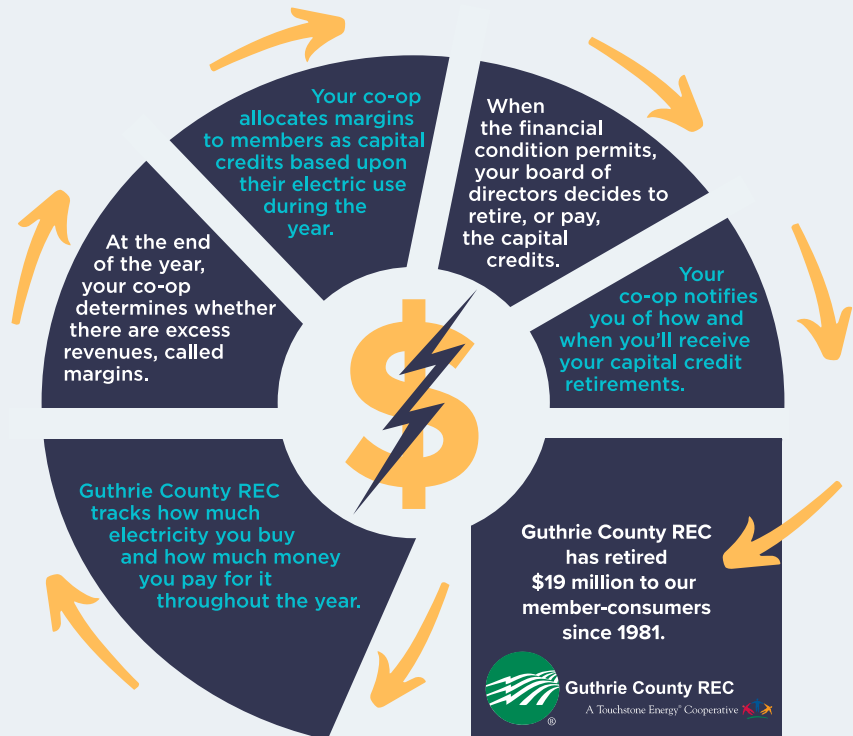 Guthrie County REC
tracks how much
electricity you buy
and how much money
you pay for it
throughout the year.
At the end
of the year,
your co-op
determines whether
there are excess
revenues, called
margins.
Your co-op
allocates margins
to members as capital
credits based upon
their electric use
during the
year.
When
the financial
condition permits,
your board of
directors decides to
retire, or pay,
the capital
credits.
Your
co-op notifies
you of how and
when you’ll receive
your capital credit
retirements.
Guthrie County REC
has retired
$19 million to our
member-consumers
since 1981.
Guthrie County REC
A Touchstone Energy® Cooperative
®
$